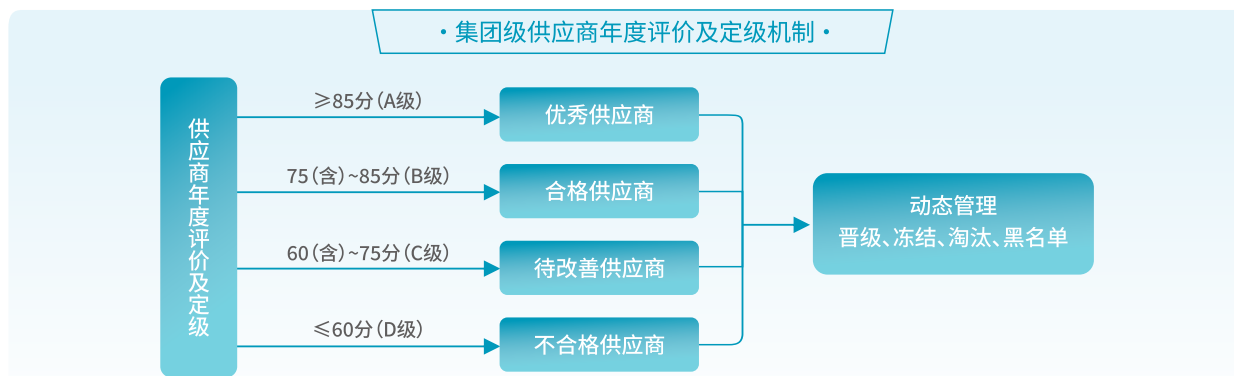 ·集团级供应商年度评价及定级机制·
供应商年度评价及定级
≥85分(A级)
优秀供应商
75(含)~85分(B级)
合格供应商
60(含)~75分(C级)
待改善供应商
≤60分(D级)
不合格供应商
动态管理
晋级、冻结、淘汰、黑名单